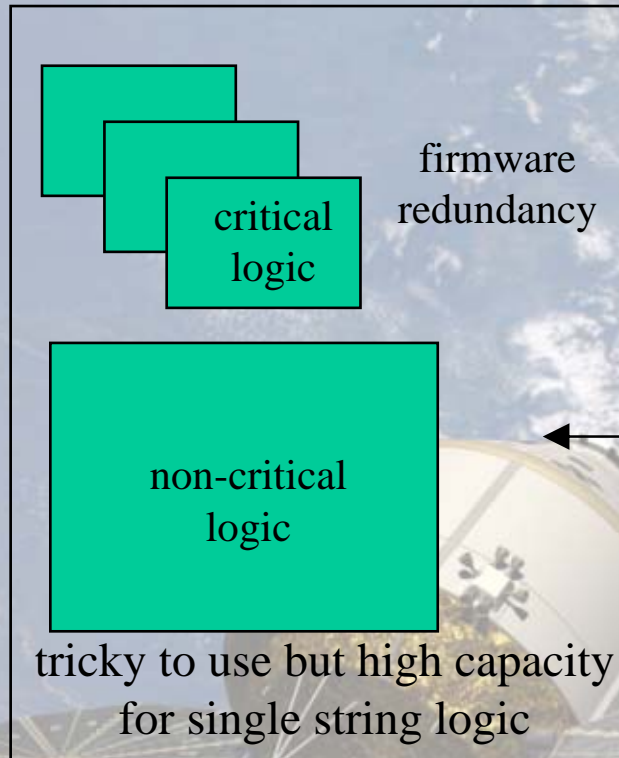 firmware
redundancy
critical
logic
non-critical
logic
tricky to use but high capacity
for single string logic